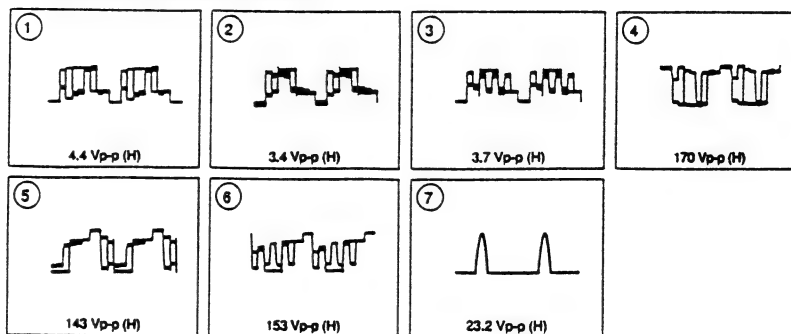 1
2
3
4
4.4 Vp-p (H)
3.4 Vp-p (H)
3.7 Vp-p (H)
170 Vp-p (H)
5
6
7
143 Vp-p (H)
153 Vp-p (H)
23.2 Vp-p (H)